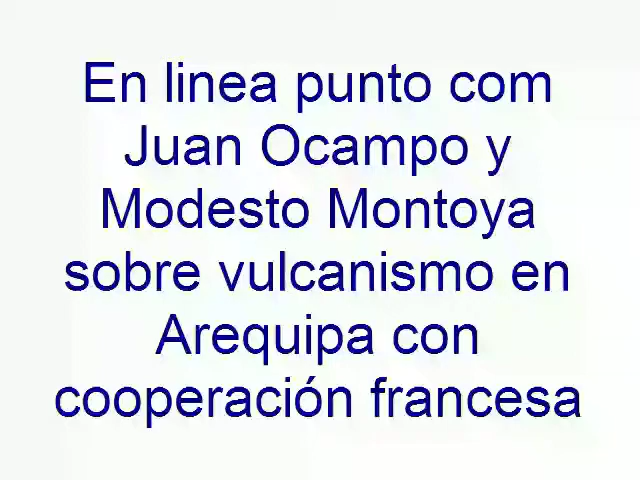 En linea punto com
Juan Ocampo y
Modesto Montoya
sobre vulcanismo en
Arequipa con
cooperación francesa